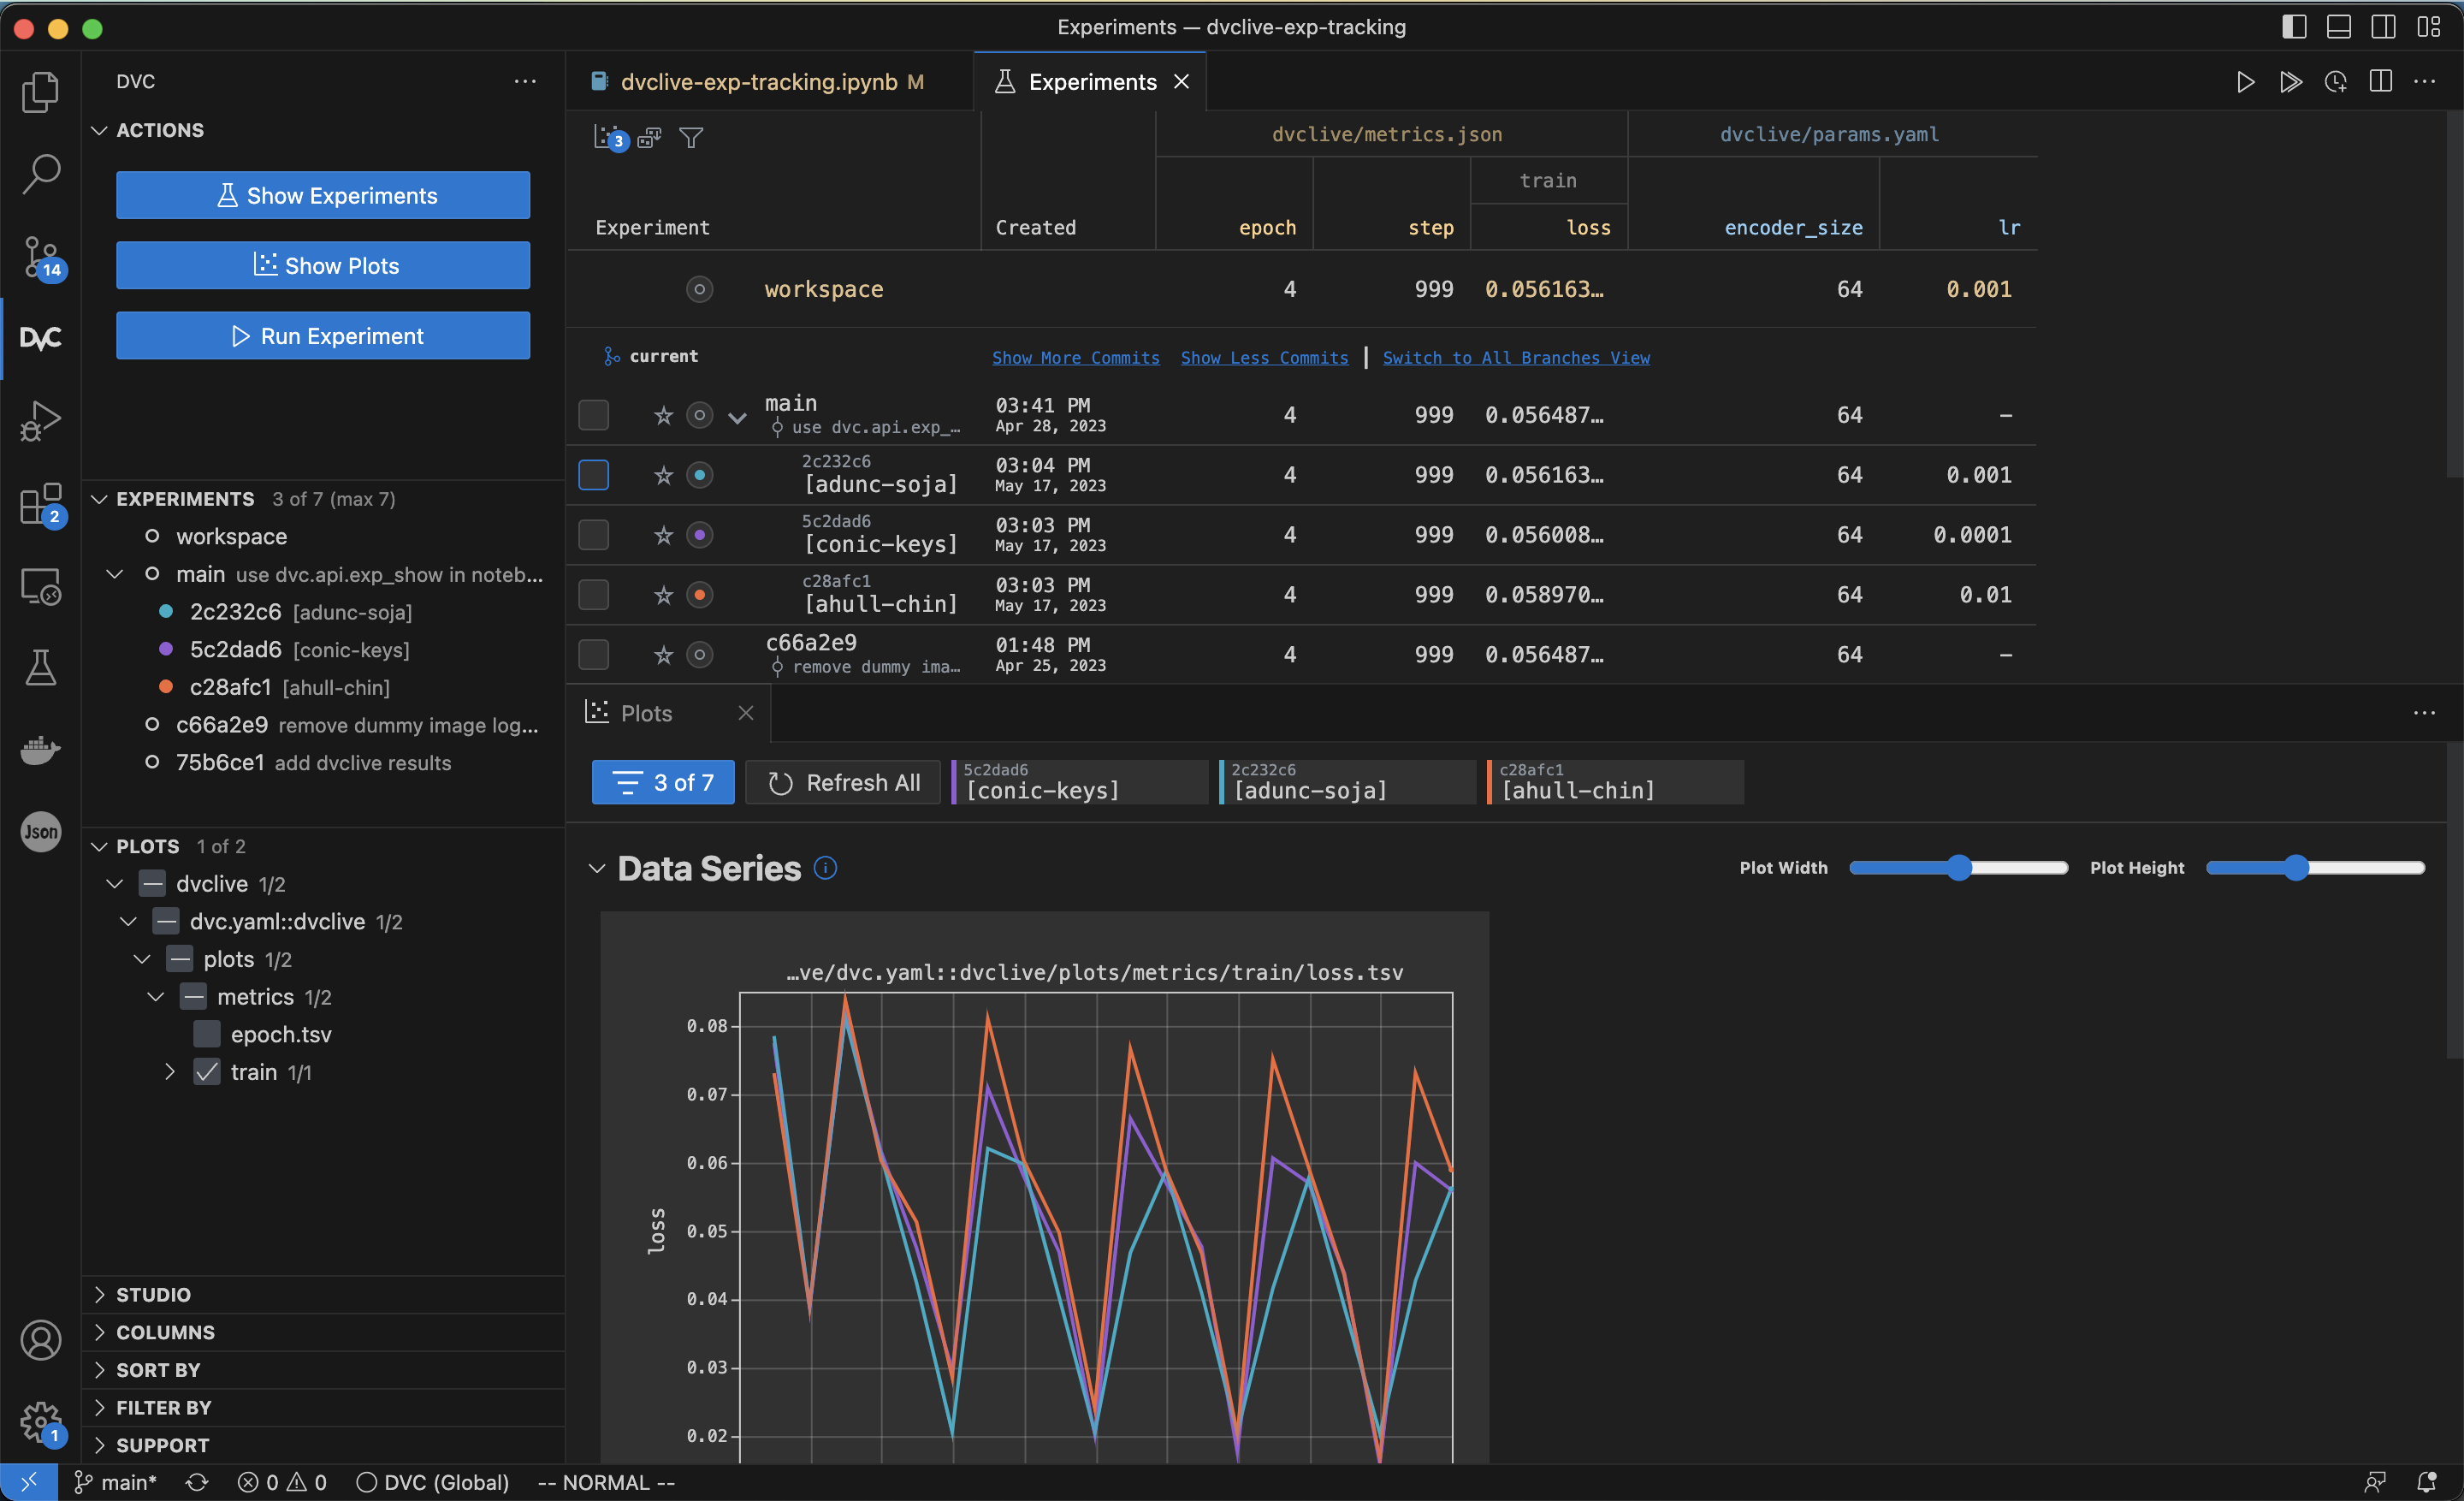 Experiments — dvclive-exp-tracking
DVC
ACTIONS
Show Experiments
Show Plots
Run Experiment
14
DVC
2
Json
1
EXPERIMENTS 3 of 7 (max 7)
workspace
main use dvc.api.exp_show in noteb...
2c232c6 [adunc-soja]
5c2dad6 [conic-keys]
c28afc1 [ahull-chin]
c66a2e9 remove dummy image log...
75b6ce1 add dvclive results
PLOTS 1 of 2
dvclive 1/2
dvc.yaml::dvclive 1/2
plots 1/2
metrics 1/2
epoch.tsv
train 1/1
STUDIO
COLUMNS
SORT BY
FILTER BY
SUPPORT
dvclive-exp-tracking.ipynb M
Experiments
3
dvclive/metrics.json dvclive/params.yaml
train
Experiment Created epoch step loss encoder_size lr
workspace 4 999 0.056163… 64 0.001
current Show More Commits Show Less Commits | Switch to All Branches View
main 03:41 PM 4 999 0.056487… 64 –
use dvc.api.exp_… Apr 28, 2023
2c232c6 03:04 PM 4 999 0.056163… 64 0.001
[adunc-soja] May 17, 2023
5c2dad6 03:03 PM 4 999 0.056008… 64 0.0001
[conic-keys] May 17, 2023
c28afc1 03:03 PM 4 999 0.058970… 64 0.01
[ahull-chin] May 17, 2023
c66a2e9 01:48 PM 4 999 0.056487… 64 –
remove dummy ima… Apr 25, 2023
Plots
3 of 7
Refresh All
5c2dad6
[conic-keys]
2c232c6
[adunc-soja]
c28afc1
[ahull-chin]
Data Series
Plot Width
Plot Height
…ve/dvc.yaml::dvclive/plots/metrics/train/loss.tsv
0.08
0.07
0.06
0.05
0.04
0.03
0.02
loss
main* 0 0 DVC (Global) -- NORMAL --